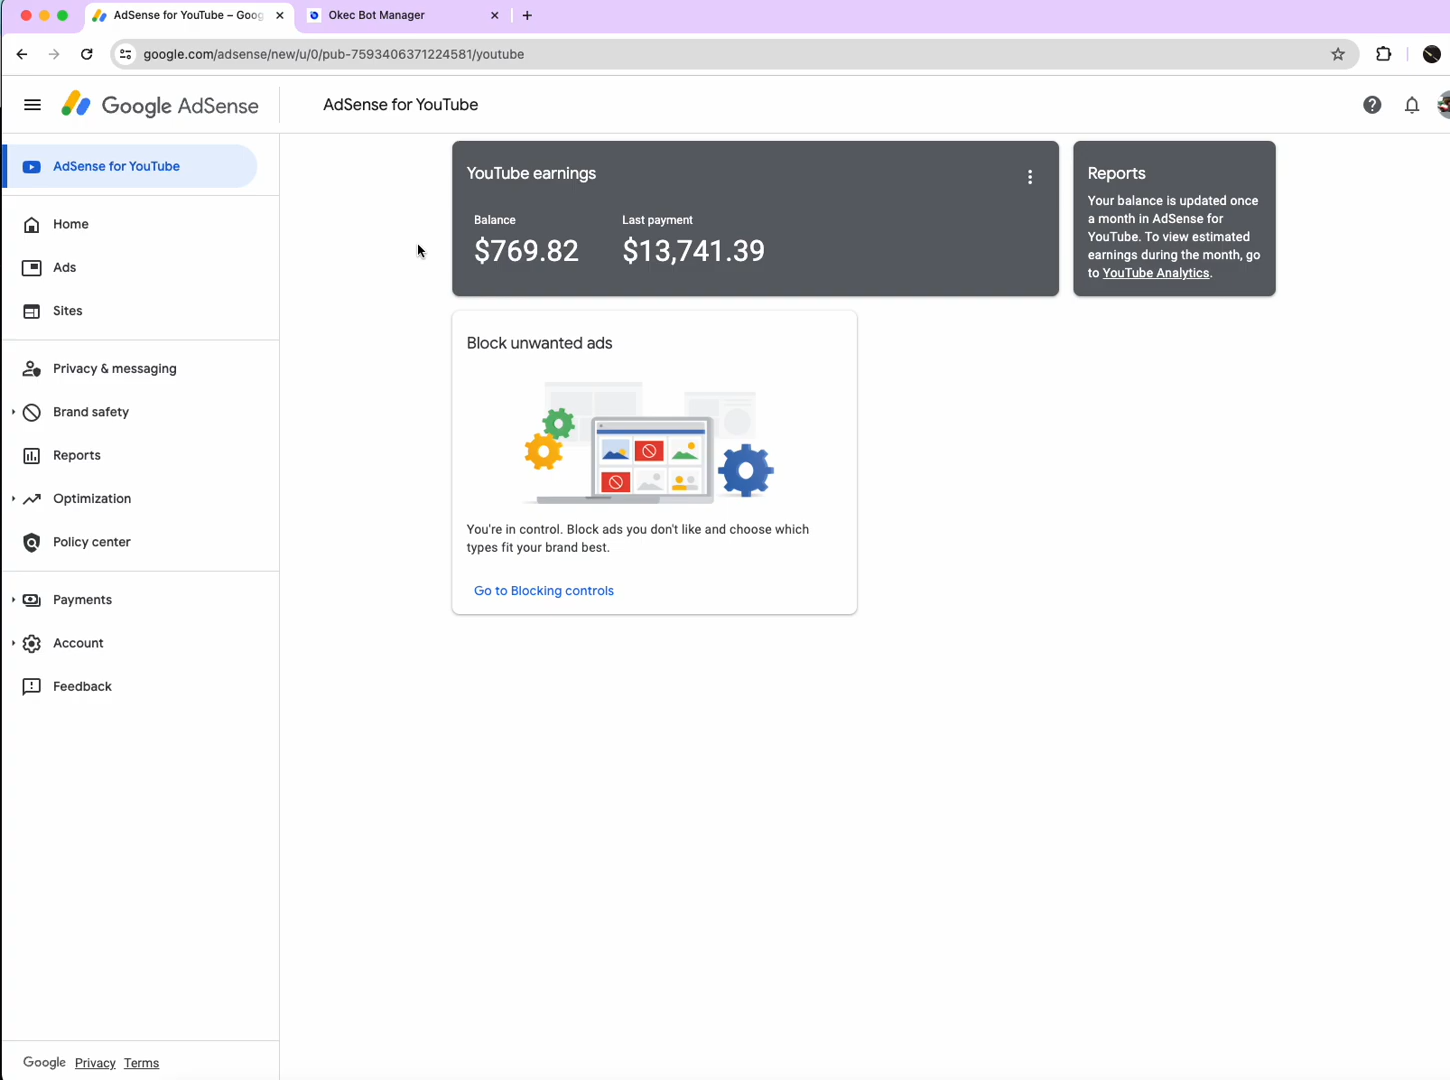 AdSense for YouTube – Goog
Okec Bot Manager
google.com/adsense/new/u/0/pub-7593406371224581/youtube
Google AdSense
AdSense for YouTube
AdSense for YouTube
Home
Ads
Sites
Privacy & messaging
Brand safety
Reports
Optimization
Policy center
Payments
Account
Feedback
YouTube earnings
Balance
Last payment
$769.82
$13,741.39
Reports
Your balance is updated once
a month in AdSense for
YouTube. To view estimated
earnings during the month, go
to YouTube Analytics.
Block unwanted ads
You're in control. Block ads you don't like and choose which
types fit your brand best.
Go to Blocking controls
Google Privacy Terms